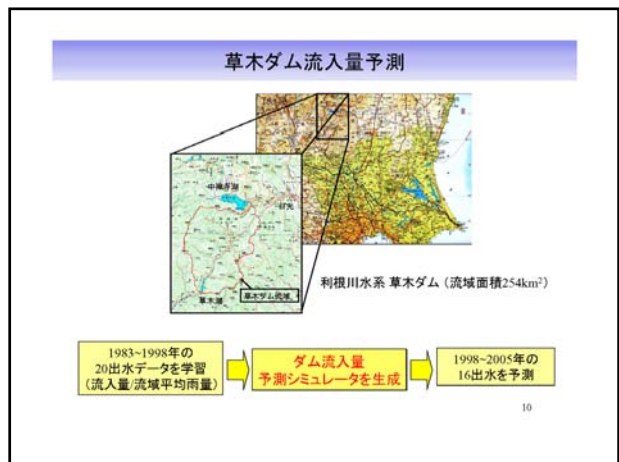 草木ダム流入量予測
中禅寺湖
日光
草木ダム流域
草木湖
利根川水系 草木ダム（流域面積254km²）
1983~1998年の
20出水データを学習
(流入量/流域平均雨量)
ダム流入量
予測シミュレータを生成
1998~2005年の
16出水を予測
10